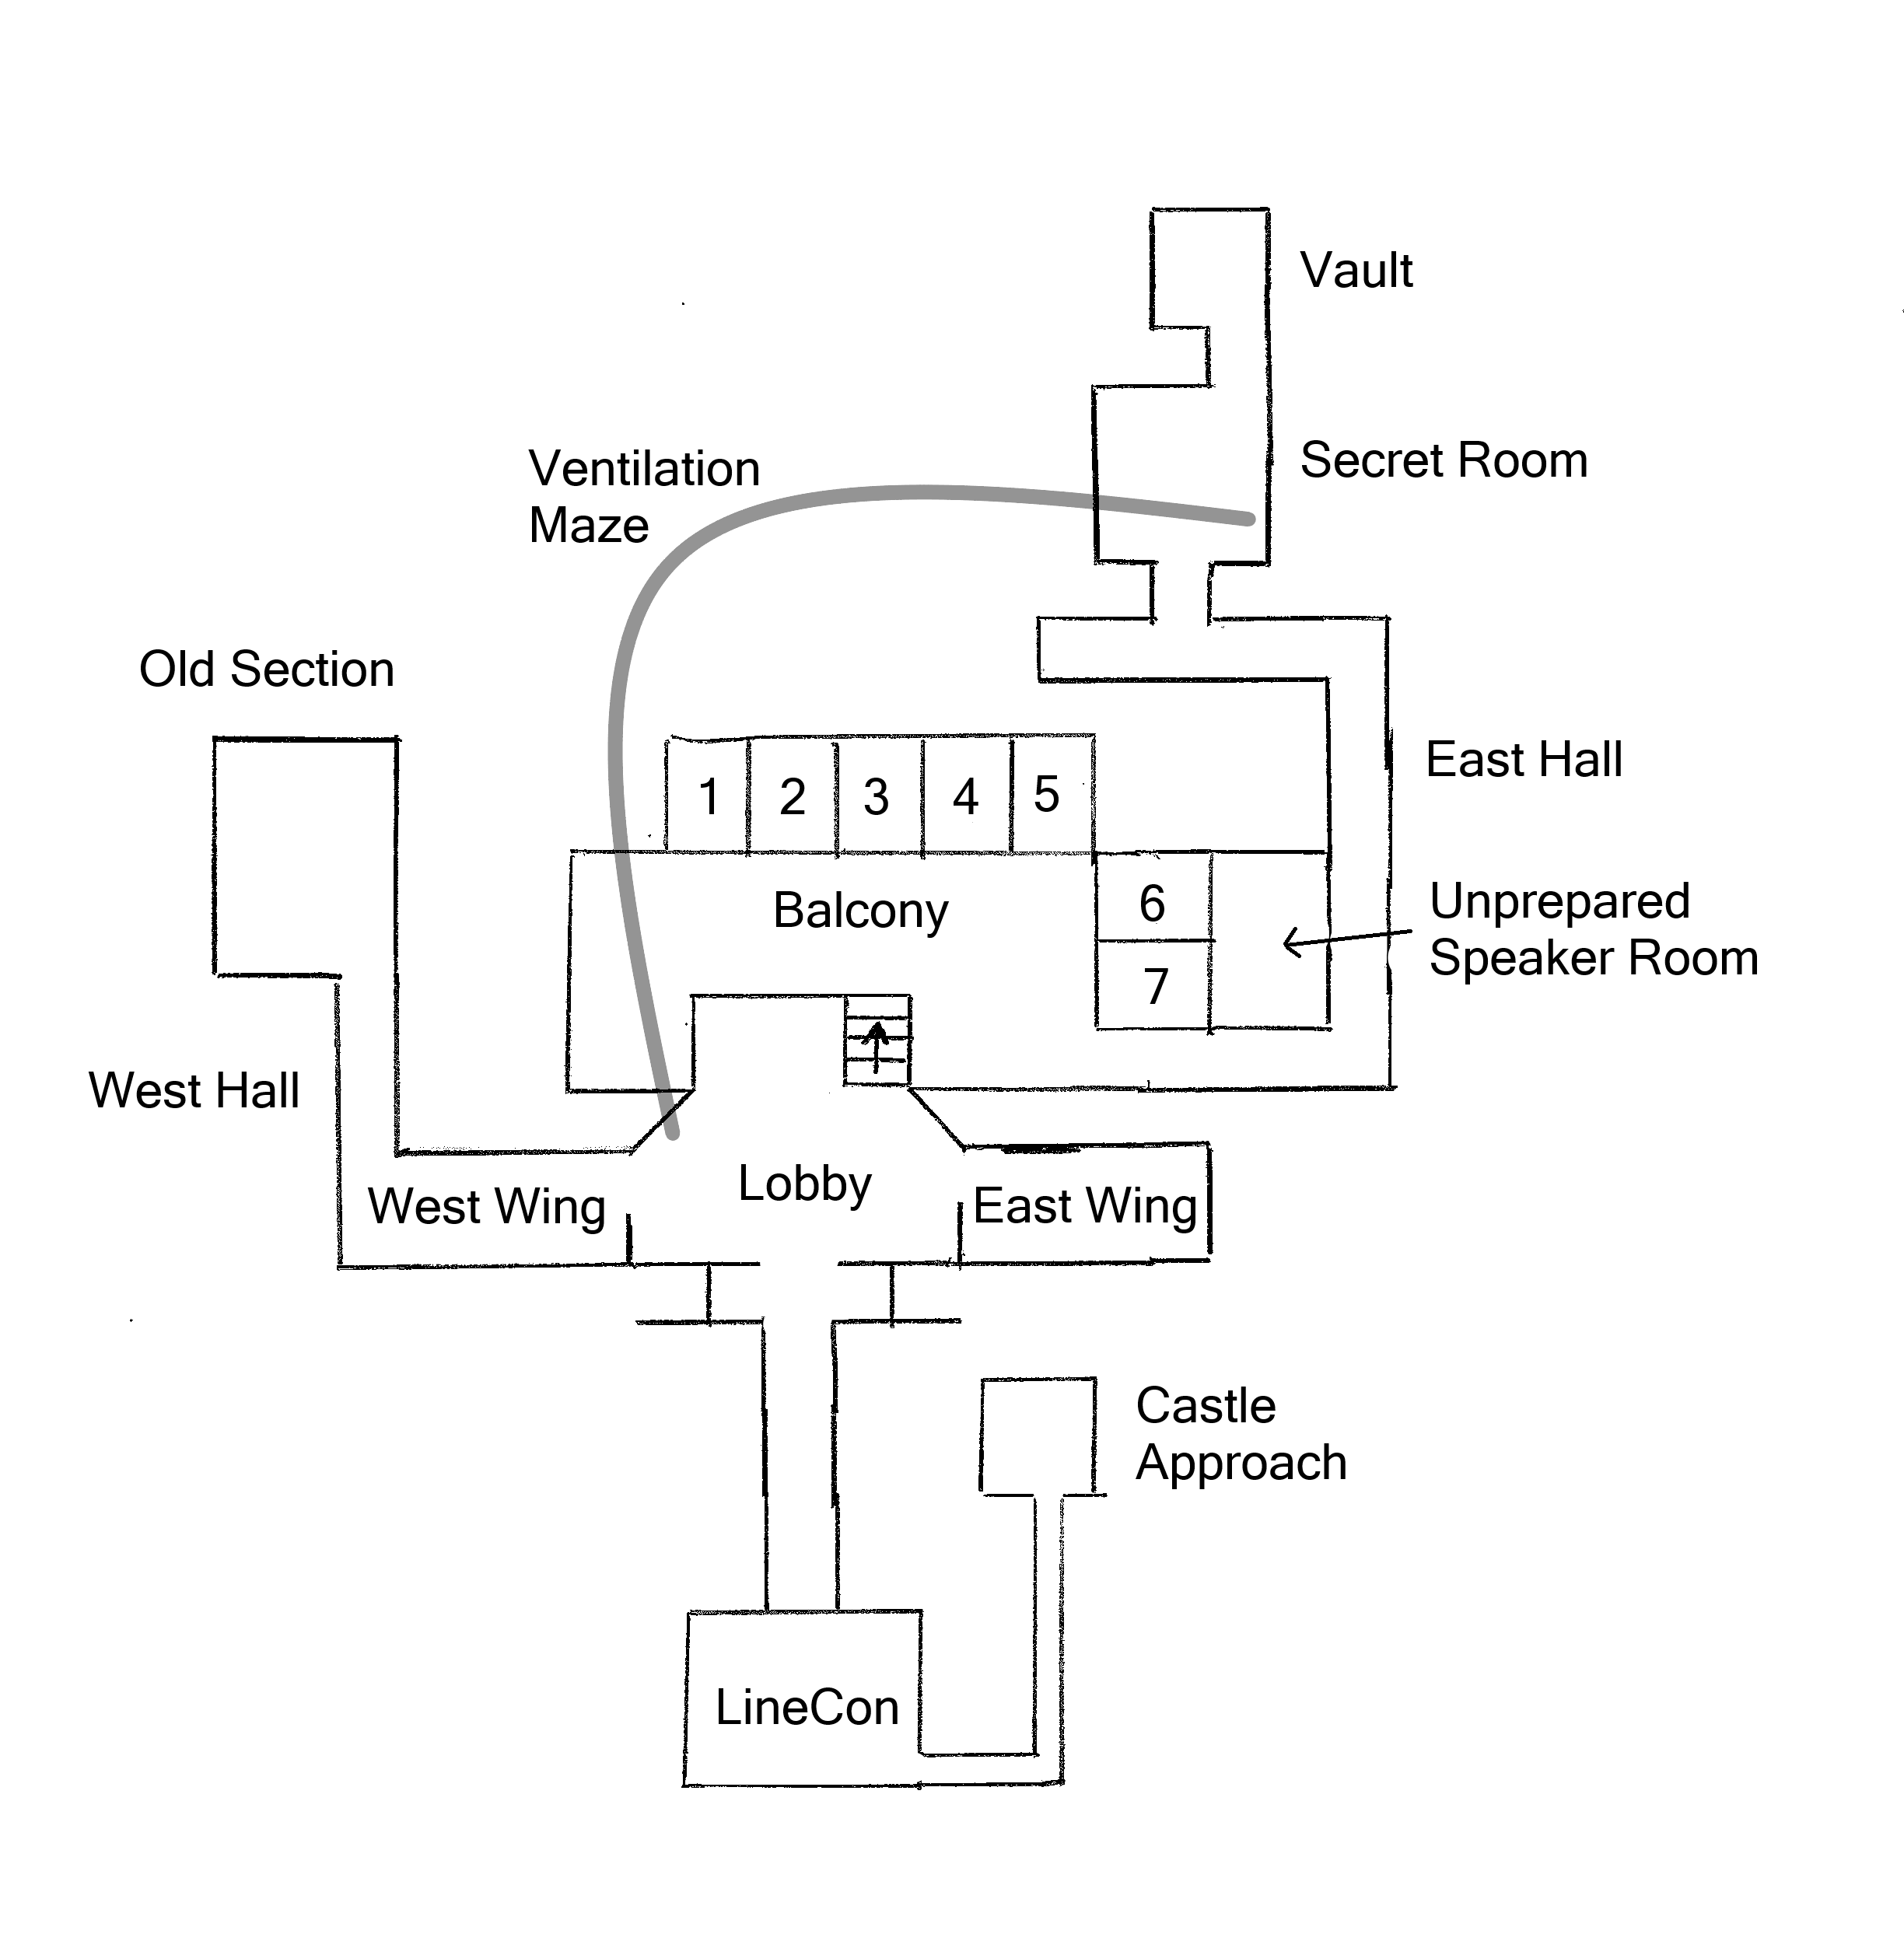 Vault
Secret Room
Ventilation
Maze
Old Section
East Hall
1 2 3 4 5
Balcony
6
7
Unprepared
Speaker Room
West Hall
West Wing
Lobby
East Wing
Castle
Approach
LineCon